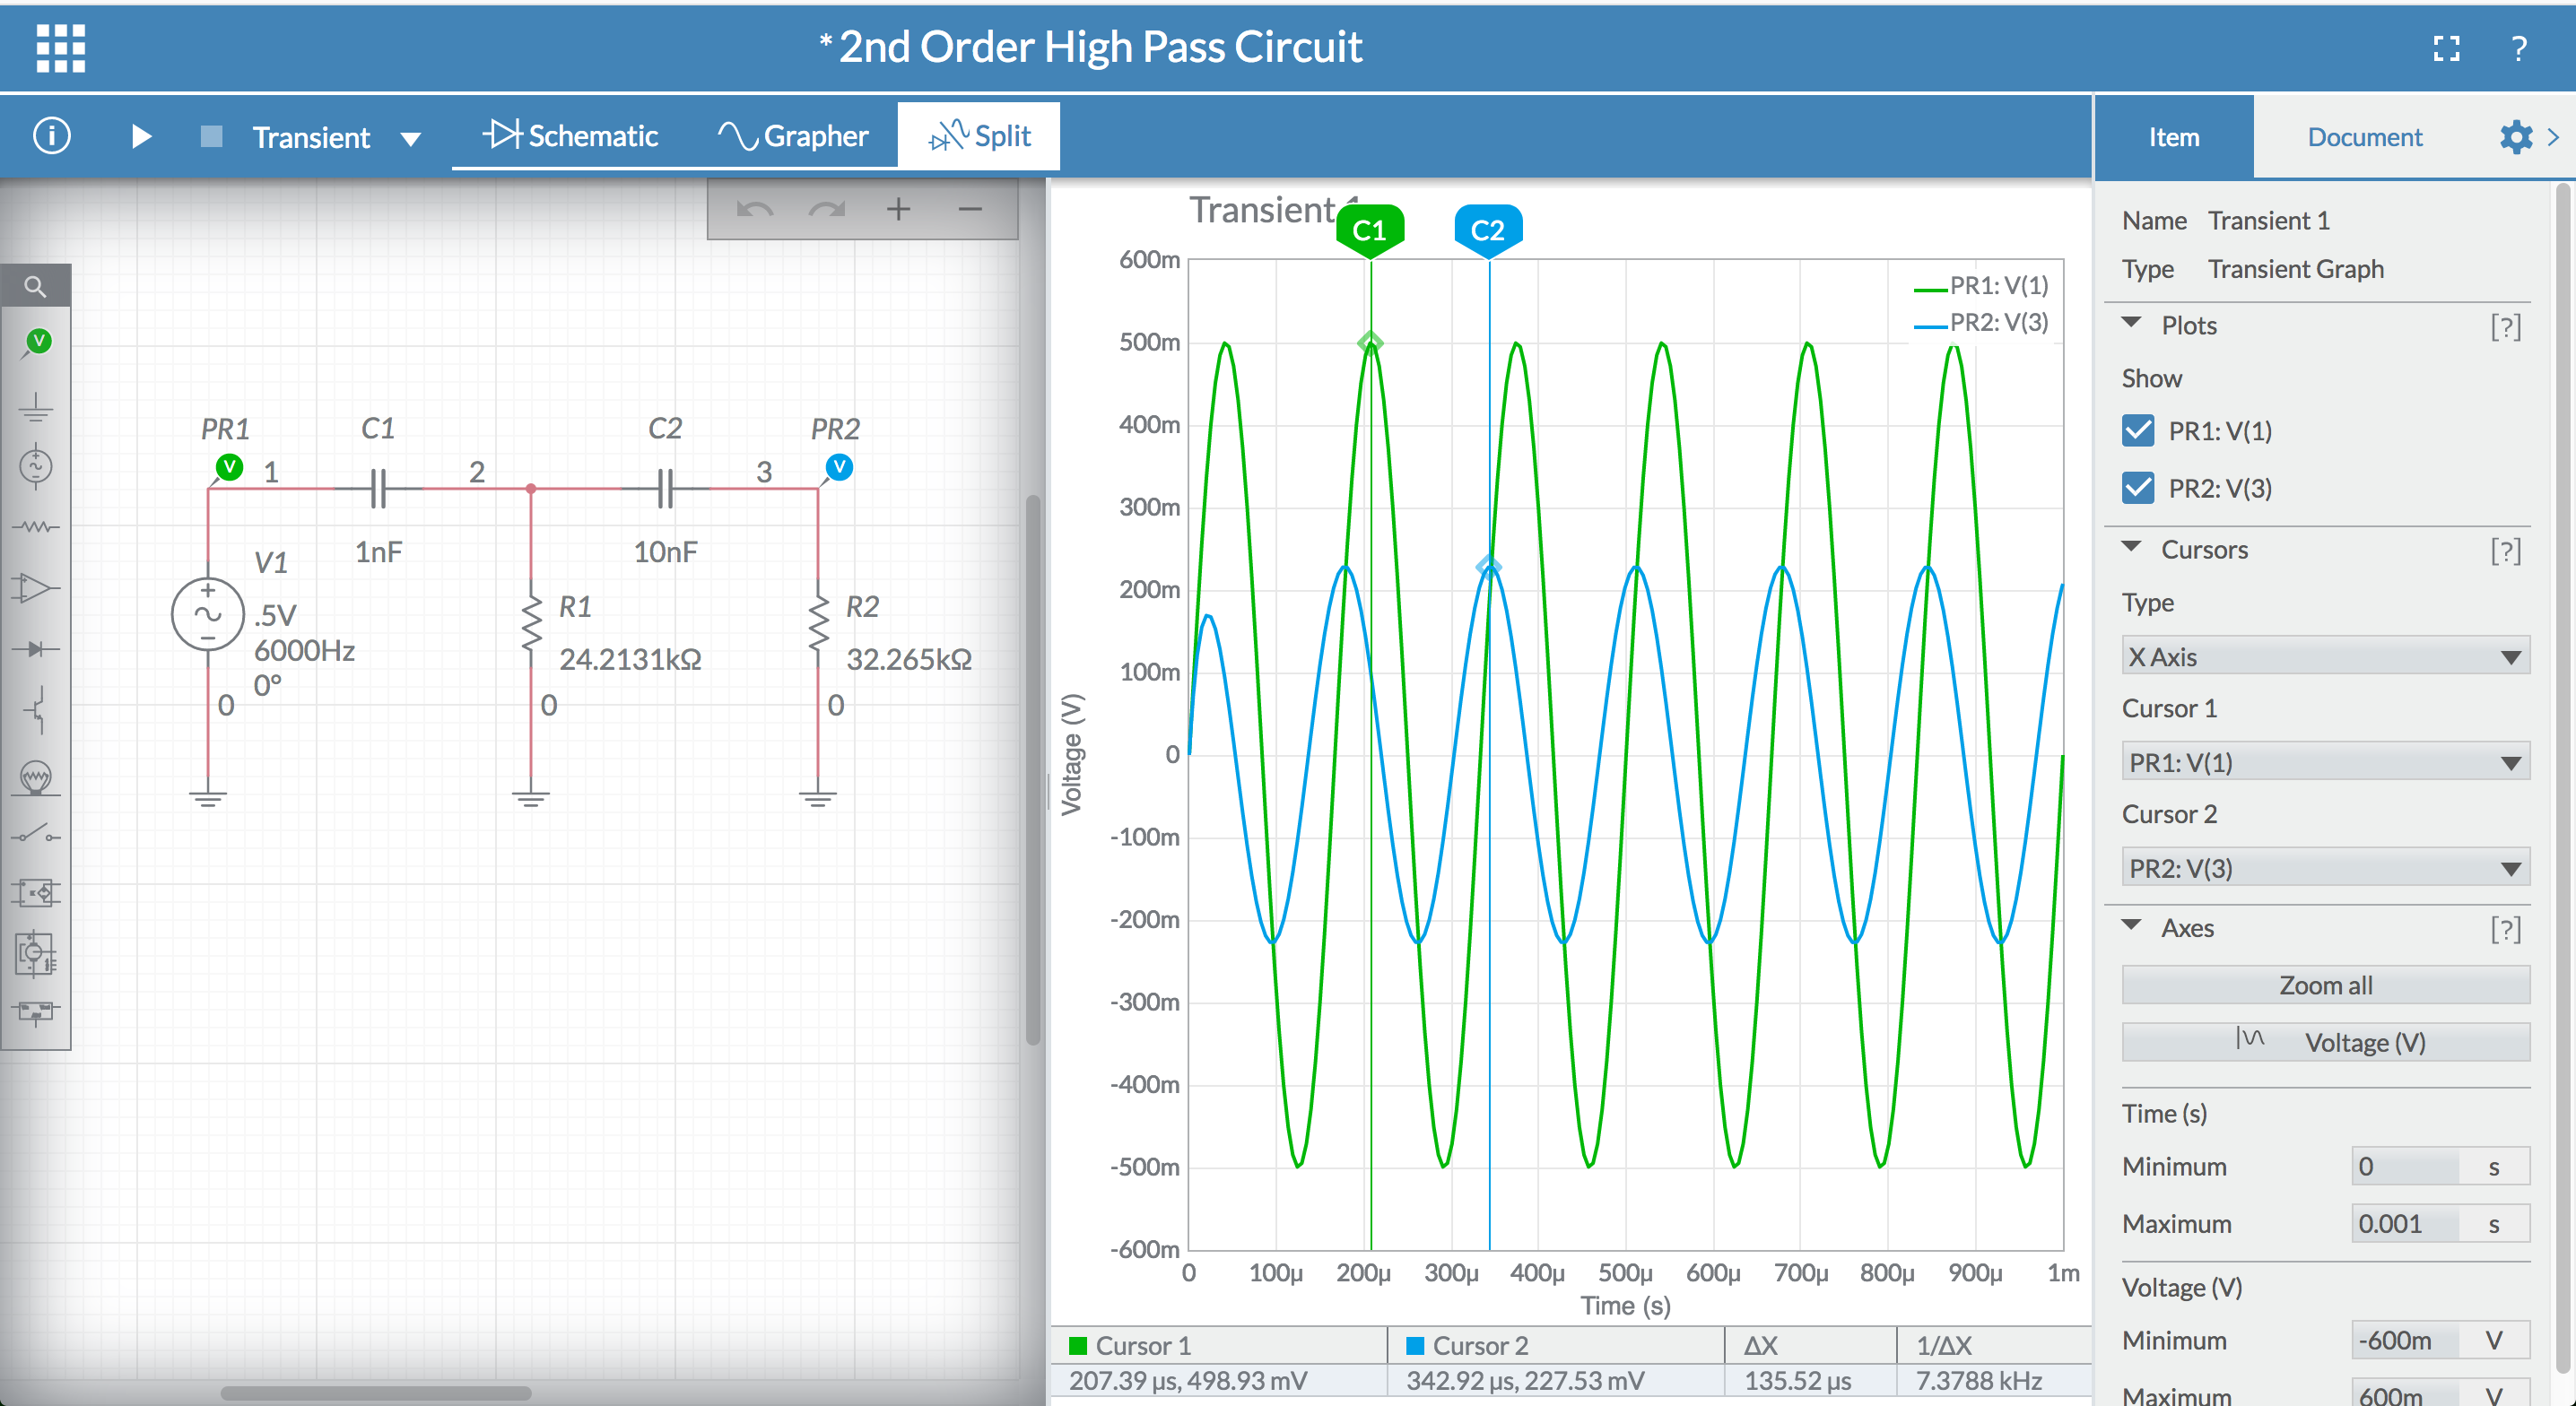 *2nd Order High Pass Circuit
?
i
Transient
Schematic
Grapher
Split
Item
Document
+ −
PR1
C1
C2
PR2
V
V
V
1
2
3
1nF
10nF
V1
.5V
6000Hz
0°
R1
24.2131kΩ
R2
32.265kΩ
0
0
0
Transient 1
C1
C2
PR1: V(1)
PR2: V(3)
600m
500m
400m
300m
200m
100m
0
-100m
-200m
-300m
-400m
-500m
-600m
Voltage (V)
0 100µ 200µ 300µ 400µ 500µ 600µ 700µ 800µ 900µ 1m
Time (s)
Cursor 1 Cursor 2 ΔX 1/ΔX
207.39 µs, 498.93 mV 342.92 µs, 227.53 mV 135.52 µs 7.3788 kHz
Name Transient 1
Type Transient Graph
Plots [?]
Show
PR1: V(1)
PR2: V(3)
Cursors [?]
Type
X Axis
Cursor 1
PR1: V(1)
Cursor 2
PR2: V(3)
Axes [?]
Zoom all
Voltage (V)
Time (s)
Minimum 0 s
Maximum 0.001 s
Voltage (V)
Minimum -600m V
Maximum 600m V